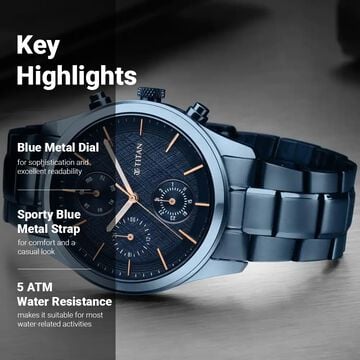 Key
Highlights
Blue Metal Dial
for sophistication and
excellent readability
TITAN
Sporty Blue
Metal Strap
for comfort and a
casual look
5 ATM
Water Resistance
makes it suitable for most
water-related activities